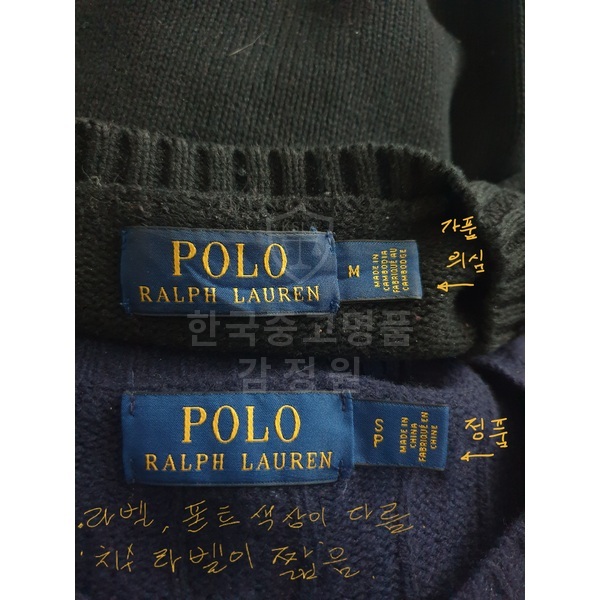 POLO
RALPH LAUREN
M
MADE IN
CAMBODIA
FABRIQUÉ AU
CAMBODGE
가품
의심
한국중고명품
감정원
POLO
RALPH LAUREN
S
P
MADE IN
CHINA
FABRIQUÉ EN
CHINE
·라벨, 폰트 색상이 다름
·치수 라벨이 짧음.